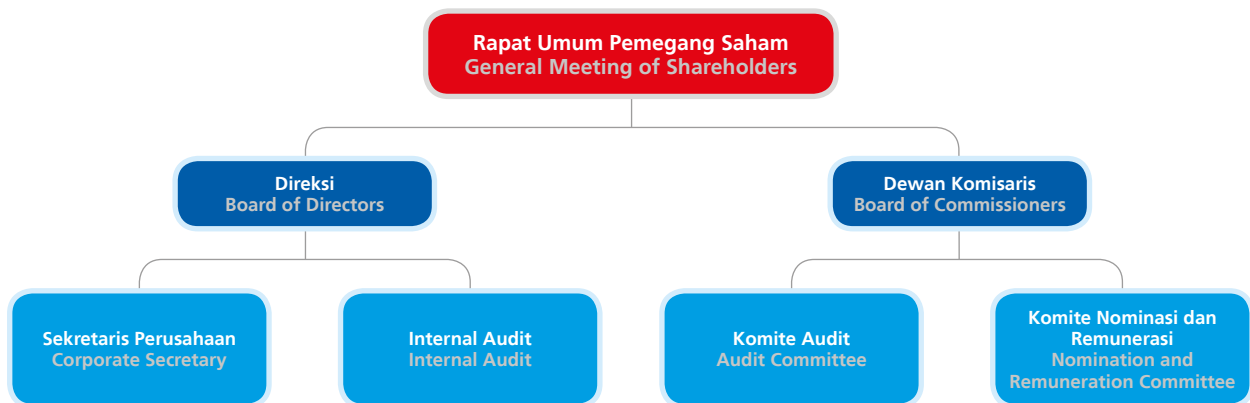 Rapat Umum Pemegang Saham
General Meeting of Shareholders
Direksi
Board of Directors
Dewan Komisaris
Board of Commissioners
Sekretaris Perusahaan
Corporate Secretary
Internal Audit
Internal Audit
Komite Audit
Audit Committee
Komite Nominasi dan
Remunerasi
Nomination and
Remuneration Committee